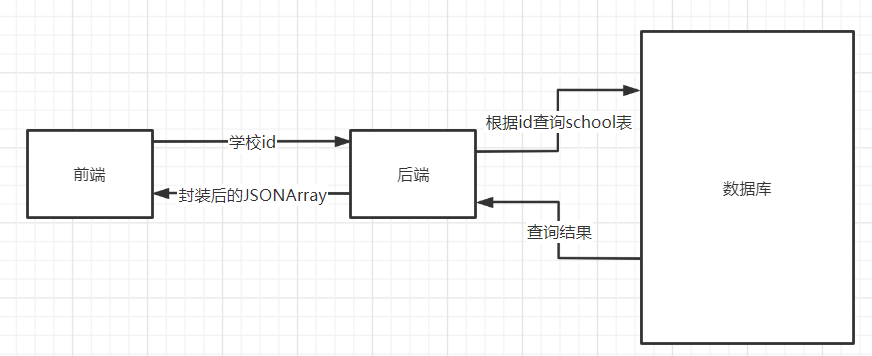 根据id查询school表
学校id
前端
后端
数据库
封装后的JSONArray
查询结果